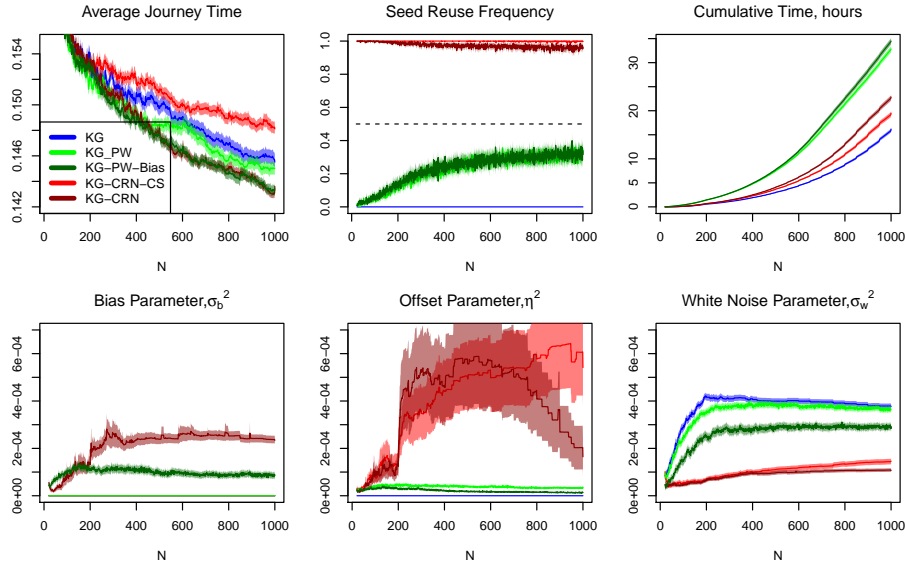 Average Journey Time
0.154
0.150
0.146
0.142
KG
KG_PW
KG-PW-Bias
KG-CRN-CS
KG-CRN
0 200 400 600 800 1000
N
Seed Reuse Frequency
1.0
0.8
0.6
0.4
0.2
0.0
0 200 400 600 800 1000
N
Cumulative Time, hours
30
20
10
0
0 200 400 600 800 1000
N
Bias Parameter,σb²
6e−04
4e−04
2e−04
0e+00
0 200 400 600 800 1000
N
Offset Parameter,η²
6e−04
4e−04
2e−04
0e+00
0 200 400 600 800 1000
N
White Noise Parameter,σw²
6e−04
4e−04
2e−04
0e+00
0 200 400 600 800 1000
N